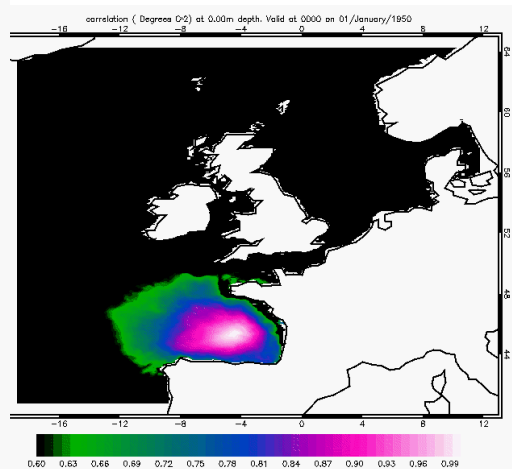 correlation ( Degrees C^2) at 0.00m depth. Valid at 0000 on 01/January/1950
-16 -12 -8 -4 0 4 8 12
64
60
56
52
48
44
-16 -12 -8 -4 0 4 8 12
0.60 0.63 0.66 0.69 0.72 0.75 0.78 0.81 0.84 0.87 0.90 0.93 0.96 0.99